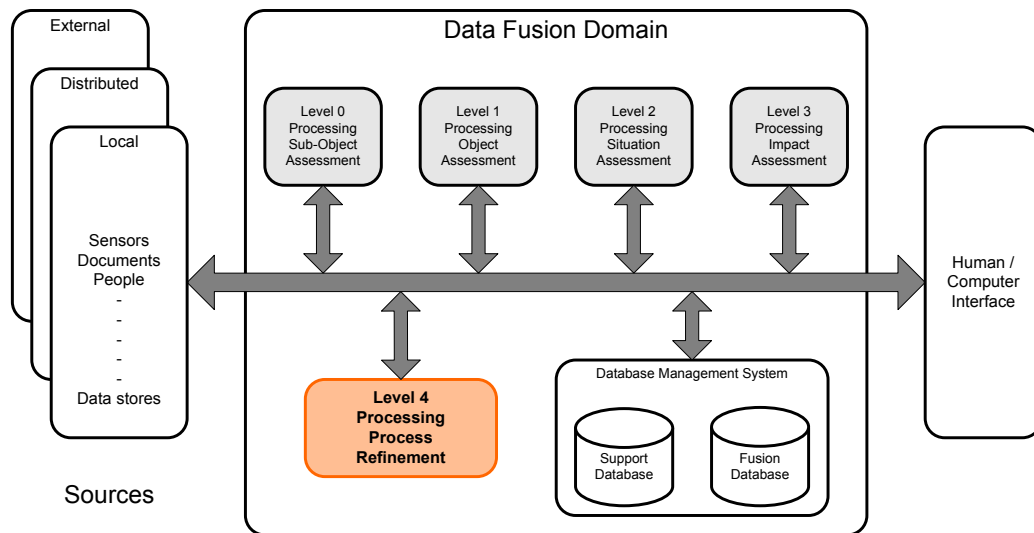 External
Distributed
Local
Sensors
Documents
People
-
-
-
-
-
Data stores
Sources
Data Fusion Domain
Level 0
Processing
Sub-Object
Assessment
Level 1
Processing
Object
Assessment
Level 2
Processing
Situation
Assessment
Level 3
Processing
Impact
Assessment
Level 4
Processing
Process
Refinement
Database Management System
Support
Database
Fusion
Database
Human /
Computer
Interface